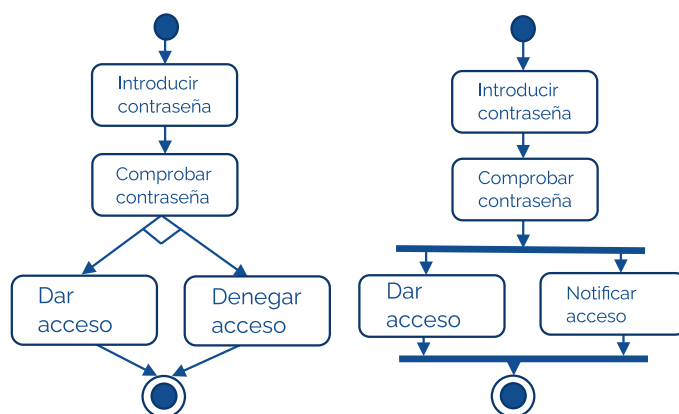 Introducir
contraseña
Comprobar
contraseña
Dar
acceso
Denegar
acceso
Introducir
contraseña
Comprobar
contraseña
Dar
acceso
Notificar
acceso